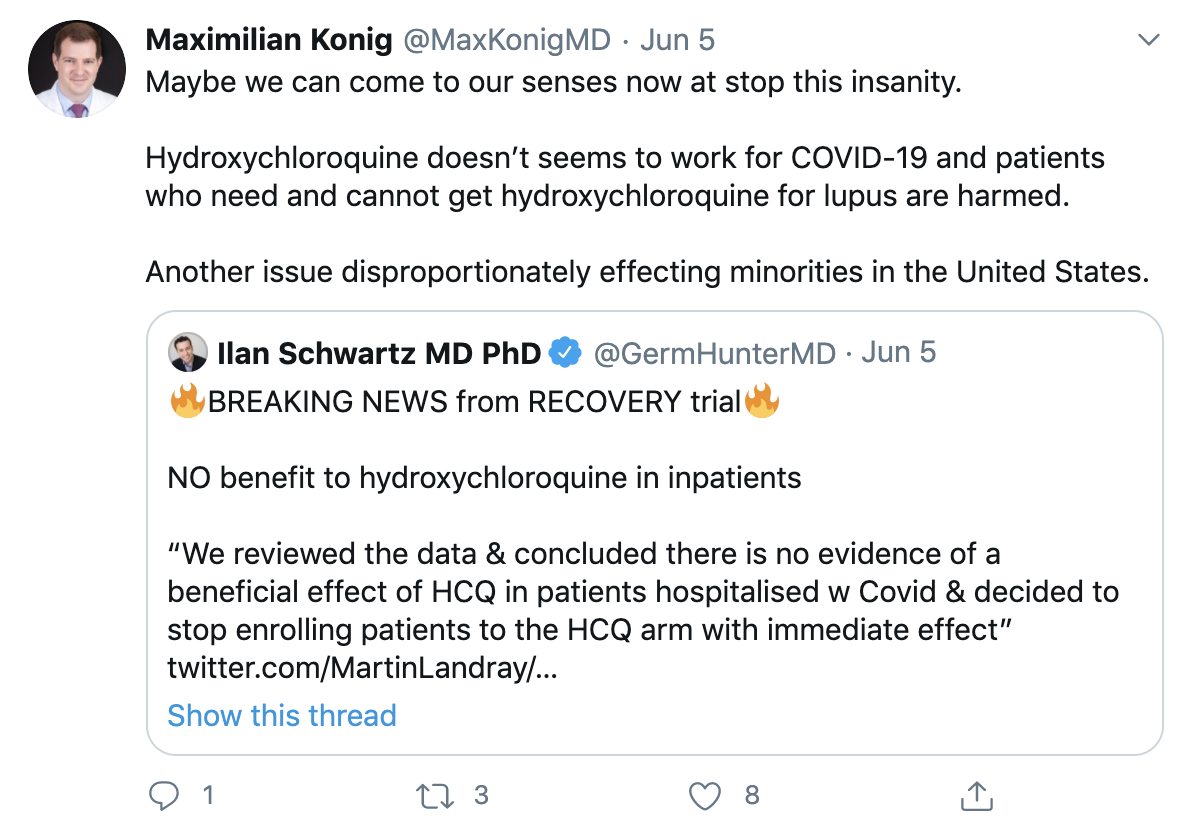 Maximilian Konig @MaxKonigMD · Jun 5
Maybe we can come to our senses now at stop this insanity.
Hydroxychloroquine doesn’t seems to work for COVID-19 and patients
who need and cannot get hydroxychloroquine for lupus are harmed.
Another issue disproportionately effecting minorities in the United States.
Ilan Schwartz MD PhD @GermHunterMD · Jun 5
🔥BREAKING NEWS from RECOVERY trial🔥
NO benefit to hydroxychloroquine in inpatients
“We reviewed the data & concluded there is no evidence of a
beneficial effect of HCQ in patients hospitalised w Covid & decided to
stop enrolling patients to the HCQ arm with immediate effect”
twitter.com/MartinLandray/...
Show this thread
1 3 8